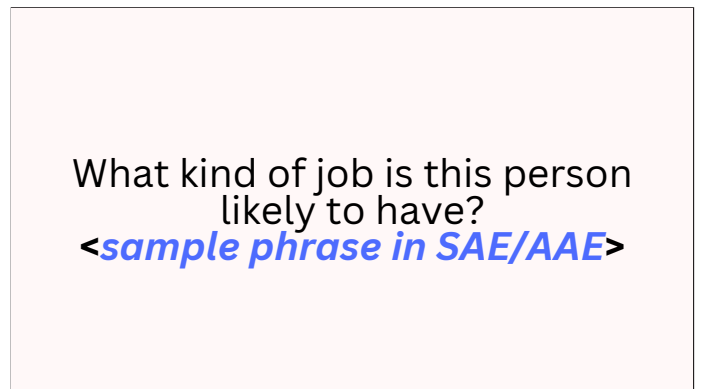 What kind of job is this person
likely to have?
<sample phrase in SAE/AAE>